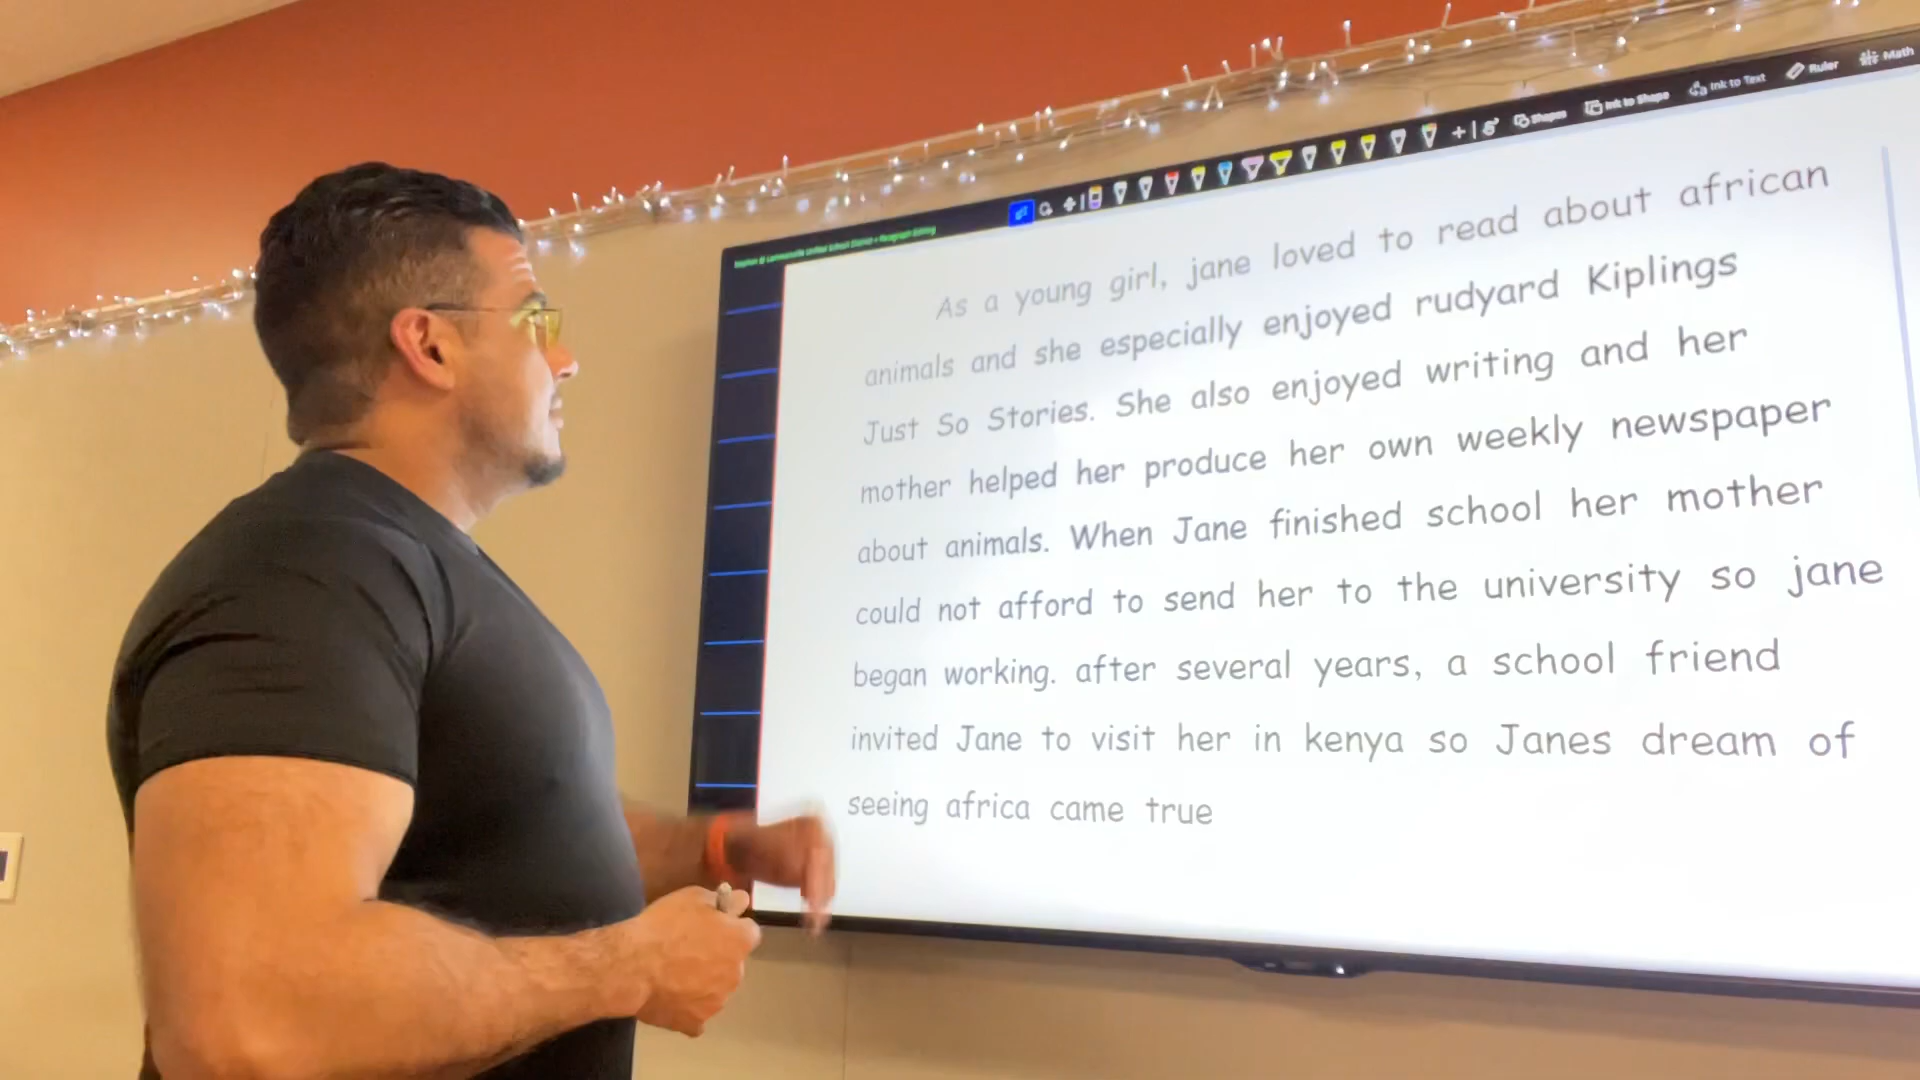 Ink to Shape
Ink to Text
Ruler
Math
Shapes
As a young girl, jane loved to read about african
animals and she especially enjoyed rudyard Kiplings
Just So Stories. She also enjoyed writing and her
mother helped her produce her own weekly newspaper
about animals. When Jane finished school her mother
could not afford to send her to the university so jane
began working. after several years, a school friend
invited Jane to visit her in kenya so Janes dream of
seeing africa came true